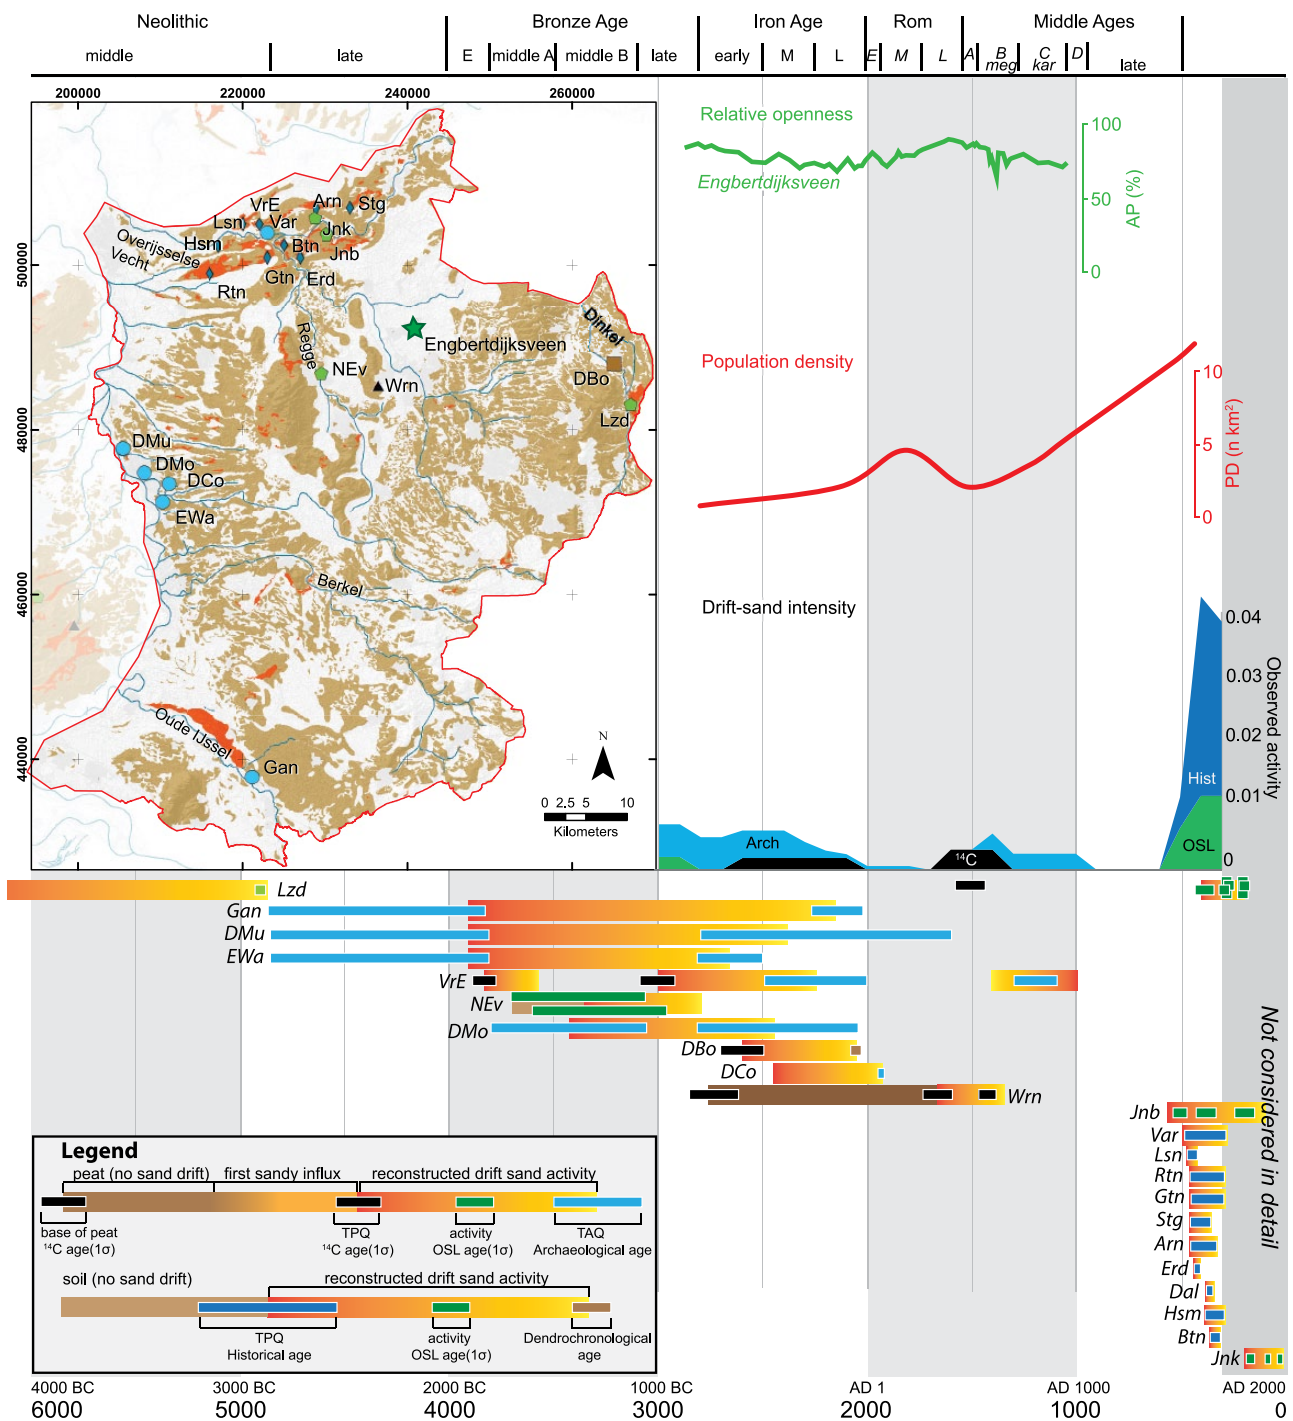 Neolithic
Bronze Age
Iron Age
Rom
Middle Ages
middle
late
E
middle A
middle B
late
early
M
L
E
M
L
A
B
meg
C
kar
D
late
200000
220000
240000
260000
500000
480000
460000
440000
VrE
Arn
Stg
Lsn
Var
Jnk
Hsm
Btn
Jnb
Overijsselse
Vecht
Gtn
Erd
Rtn
Regge
Engbertdijksveen
Dinkel
NEv
Wrn
DBo
Lzd
DMu
DMo
DCo
EWa
Berkel
Oude IJssel
Gan
N
0 2.5 5 10
Kilometers
Relative openness
Engbertdijksveen
100
50
0
AP (%)
Population density
10
5
0
PD (n km²)
Drift-sand intensity
0.04
0.03
0.02
0.01
0
Observed activity
Hist
OSL
Arch
¹⁴C
Lzd
Gan
DMu
EWa
VrE
NEv
DMo
DBo
DCo
Wrn
Jnb
Var
Lsn
Rtn
Gtn
Stg
Arn
Erd
Dal
Hsm
Btn
Jnk
Not considered in detail
Legend
peat (no sand drift)
first sandy influx
reconstructed drift sand activity
base of peat
¹⁴C age(1σ)
TPQ
¹⁴C age(1σ)
activity
OSL age(1σ)
TAQ
Archaeological age
soil (no sand drift)
reconstructed drift sand activity
TPQ
Historical age
activity
OSL age(1σ)
Dendrochronological
age
4000 BC
3000 BC
2000 BC
1000 BC
AD 1
AD 1000
AD 2000
6000
5000
4000
3000
2000
1000
0